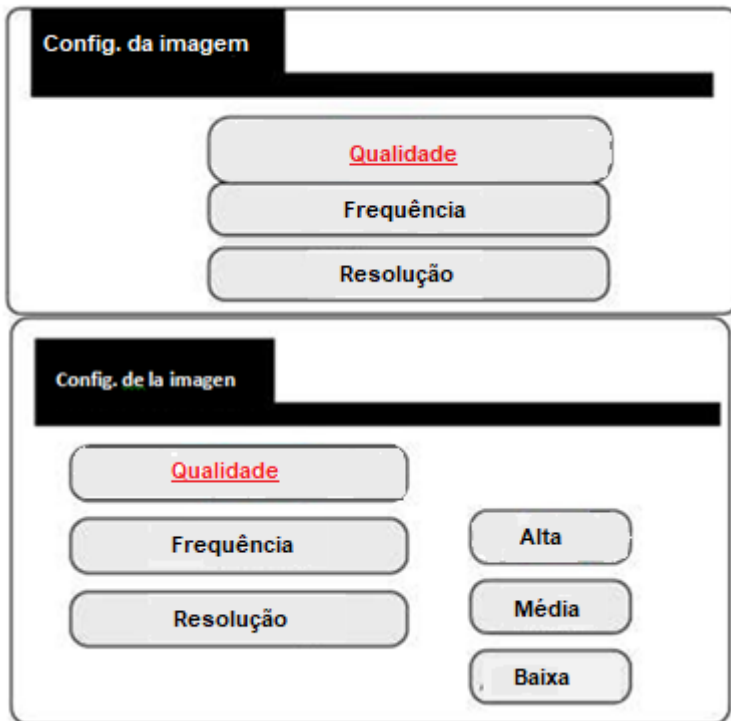 Config. da imagem
Qualidade
Frequência
Resolução
Config. de la imagen
Qualidade
Frequência
Resolução
Alta
Média
Baixa